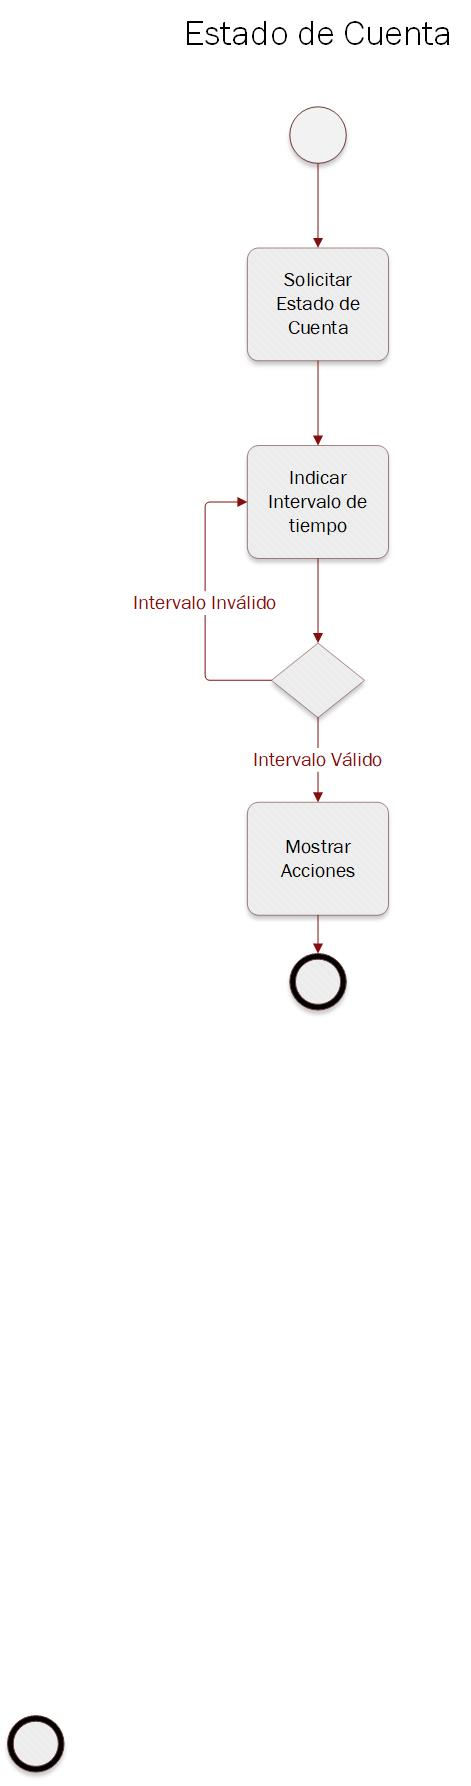 Estado de Cuenta
Solicitar
Estado de
Cuenta
Indicar
Intervalo de
tiempo
Intervalo Inválido
Intervalo Válido
Mostrar
Acciones